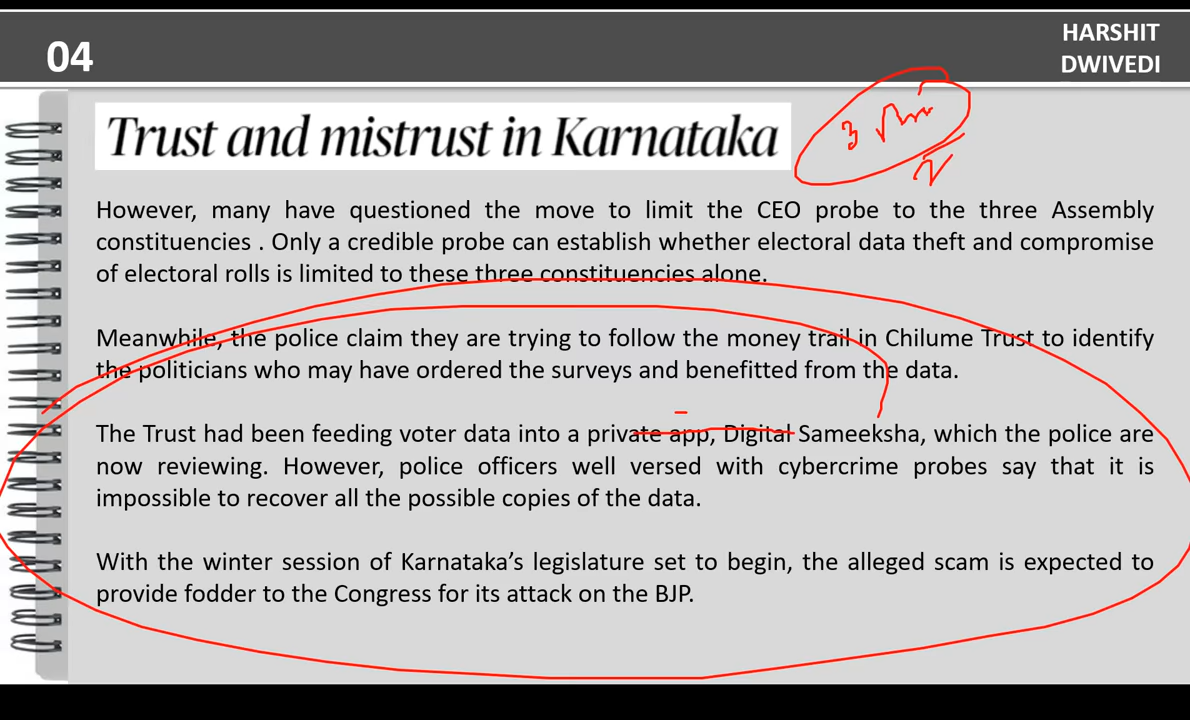 04
HARSHIT
DWIVEDI
Trust and mistrust in Karnataka
3
However, many have questioned the move to limit the CEO probe to the three Assembly
constituencies . Only a credible probe can establish whether electoral data theft and compromise
of electoral rolls is limited to these three constituencies alone.
Meanwhile, the police claim they are trying to follow the money trail in Chilume Trust to identify
the politicians who may have ordered the surveys and benefitted from the data.
The Trust had been feeding voter data into a private app, Digital Sameeksha, which the police are
now reviewing. However, police officers well versed with cybercrime probes say that it is
impossible to recover all the possible copies of the data.
With the winter session of Karnataka’s legislature set to begin, the alleged scam is expected to
provide fodder to the Congress for its attack on the BJP.